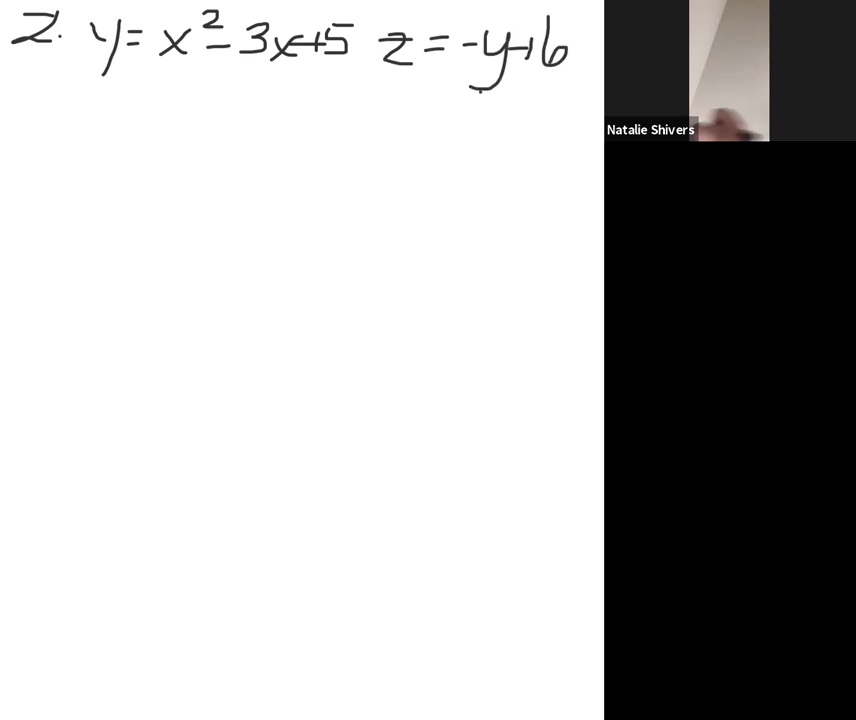 2. y = x² - 3x+5 z = -y+6
Natalie Shivers